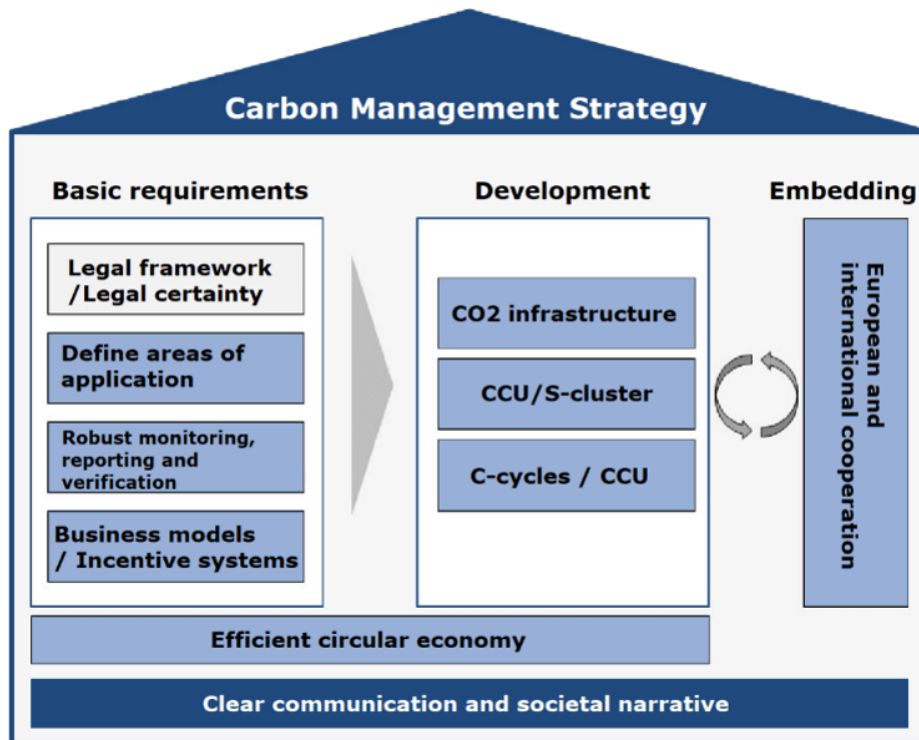 Carbon Management Strategy
Basic requirements
Legal framework
/Legal certainty
Define areas of
application
Robust monitoring,
reporting and
verification
Business models
/ Incentive systems
Development
CO2 infrastructure
CCU/S-cluster
C-cycles / CCU
Embedding
European and
international cooperation
Efficient circular economy
Clear communication and societal narrative